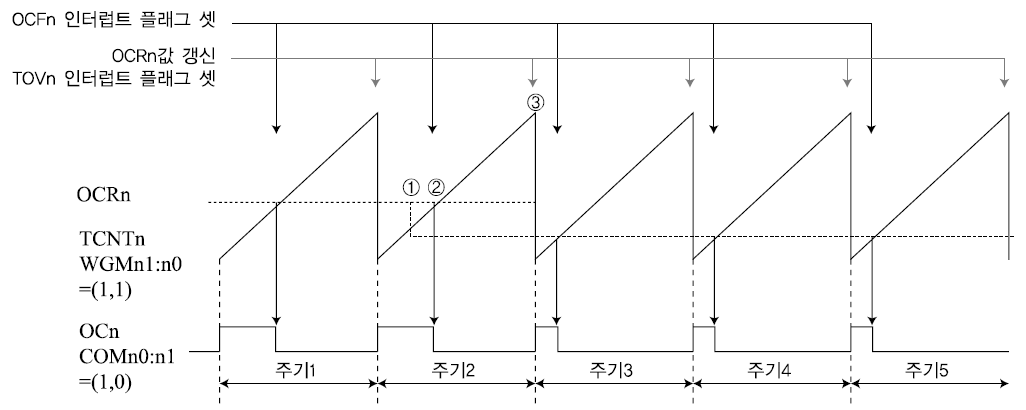 OCFn 인터럽트 플래그 셋
OCRn값 갱신
TOVn 인터럽트 플래그 셋
③
① ②
OCRn
TCNTn
WGMn1:n0
=(1,1)
OCn
COMn0:n1
=(1,0)
주기1 주기2 주기3 주기4 주기5